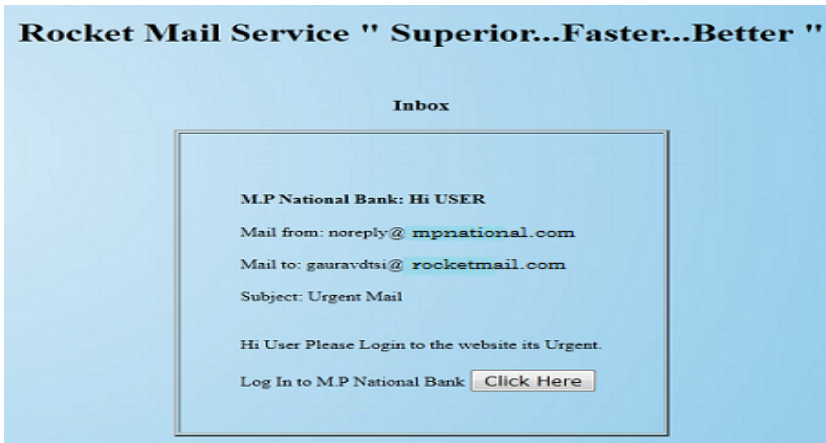 Rocket Mail Service " Superior...Faster...Better "
Inbox
M.P National Bank: Hi USER
Mail from: noreply@ mpnational.com
Mail to: gauravdtsi@ rocketmail.com
Subject: Urgent Mail
Hi User Please Login to the website its Urgent.
Log In to M.P National Bank Click Here